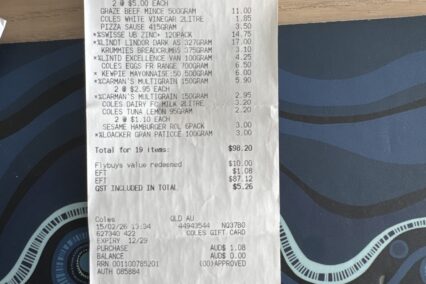 2 @ $5.00 EACH
GRAZE BEEF MINCE 500GRAM 11.00
COLES WHITE VINEGAR 2LITRE 1.85
PIZZA SAUSE 415GRAM 3.50
*%SWISSE UB ZINC+ 120PACK 14.75
*%LINDT LINDOR DARK AS 327GRAM 17.00
KRUMMIES BREADCRUMBS 375GRAM 3.10
*%LINTD EXCELLENCE VAN 100GRAM 4.25
COLES EGGS FR RANGE 700GRAM 6.50
* KEWPIE MAYONNAISE:50 500GRAM 6.00
*%CARMAN'S MULTIGRAIN 150GRAM 5.90
2 @ $2.95 EACH
*%CARMAN'S MULTIGRAIN 150GRAM 2.95
COLES DAIRY FC MILK 2LITRE 3.20
COLES TUNA LEMON 95GRAM 2.20
2 @ $1.10 EACH
SESAME HAMBURGER ROL 6PACK 3.00
*%LOACKER GRAN PATICCE 100GRAM 3.00
Total for 19 items: $98.20
Flybuys value redeemed $10.00
EFT $1.08
EFT $87.12
GST INCLUDED IN TOTAL $5.26
Coles QLD AU
15/02/26 13:34 44943544 NQ37B0
627340 422 COLES GIFT CARD
EXPIRY 12/29
PURCHASE AUD$ 1.08
BALANCE AUD$ 0.00
RRN 001100785201 (00)APPROVED
AUTH 085884